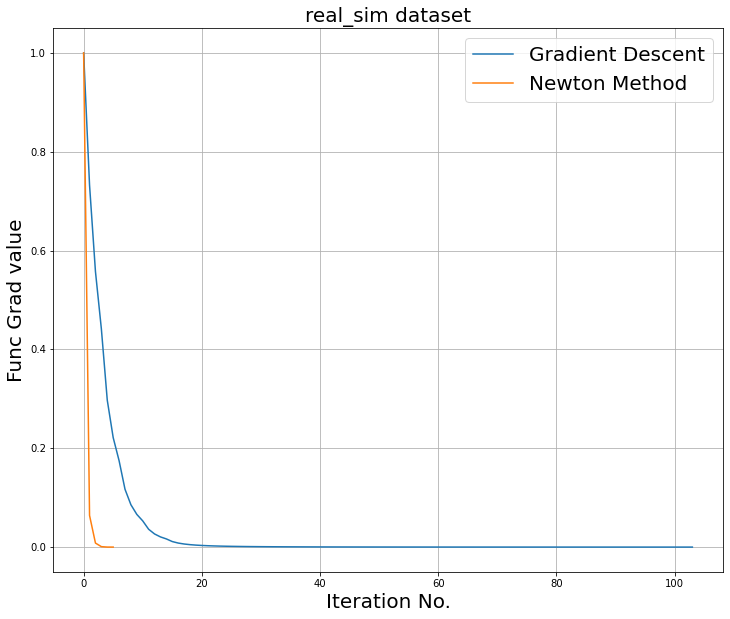 real_sim dataset
Gradient Descent
Newton Method
1.0
0.8
0.6
0.4
0.2
0.0
Func Grad value
0 20 40 60 80 100
Iteration No.